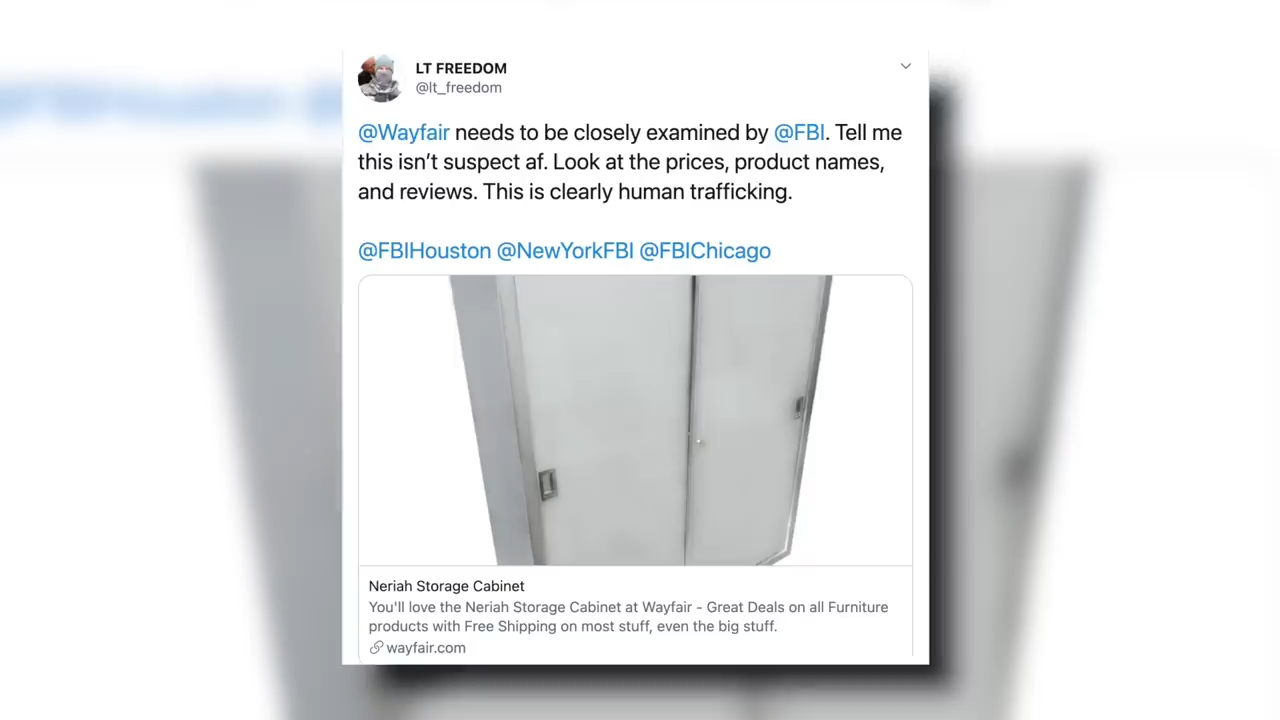 LT FREEDOM
@lt_freedom
@Wayfair needs to be closely examined by @FBI. Tell me
this isn’t suspect af. Look at the prices, product names,
and reviews. This is clearly human trafficking.
@FBIHouston @NewYorkFBI @FBIChicago
Neriah Storage Cabinet
You'll love the Neriah Storage Cabinet at Wayfair - Great Deals on all Furniture
products with Free Shipping on most stuff, even the big stuff.
wayfair.com